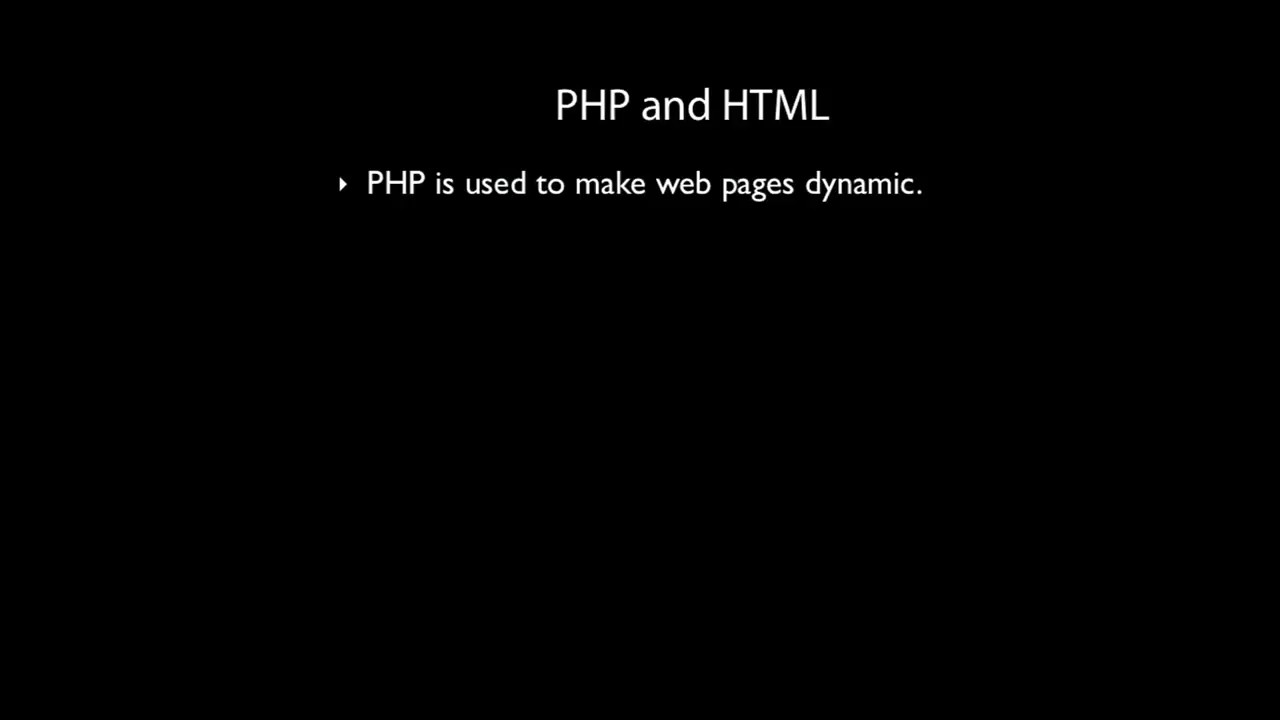 PHP and HTML
‣ PHP is used to make web pages dynamic.